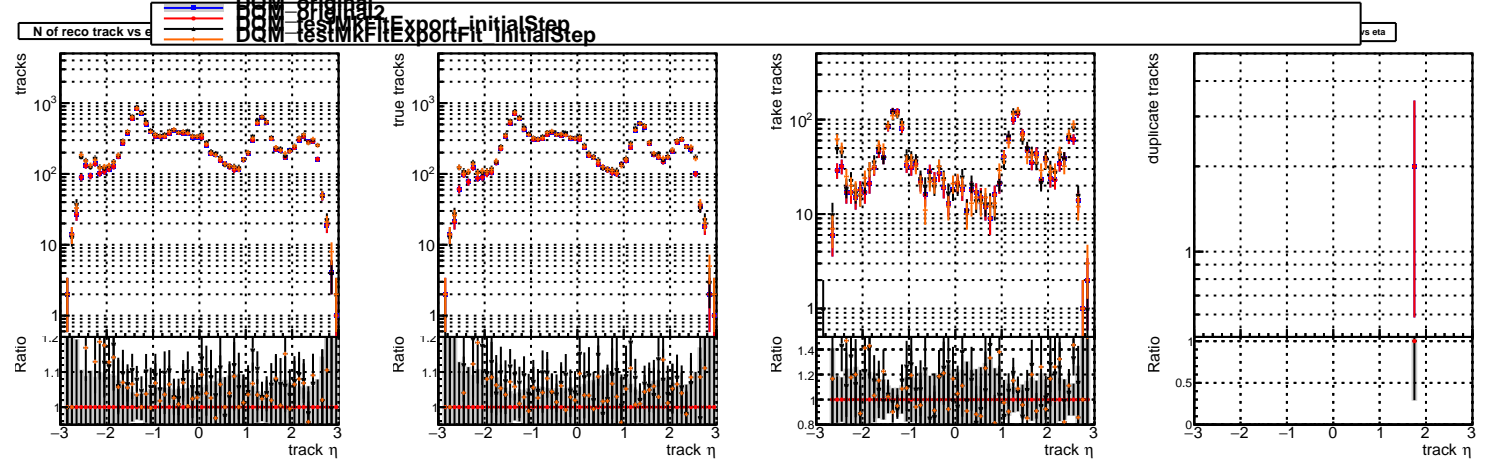 DQM_original
DQM_original2
DQM_testMkFitExport_initialStep
DQM_testMkFitExportFit_initialStep
N of reco track vs e
vs eta
tracks
10³
10²
10
1
Ratio
1.2
1.1
1
−3 −2 −1 0 1 2 3
track η
true tracks
10³
10²
10
1
Ratio
1.2
1.1
1
−3 −2 −1 0 1 2 3
track η
fake tracks
10²
10
1
Ratio
1.4
1.2
1
0.8
−3 −2 −1 0 1 2 3
track η
duplicate tracks
1
Ratio
1
0.5
0
−3 −2 −1 0 1 2 3
track η